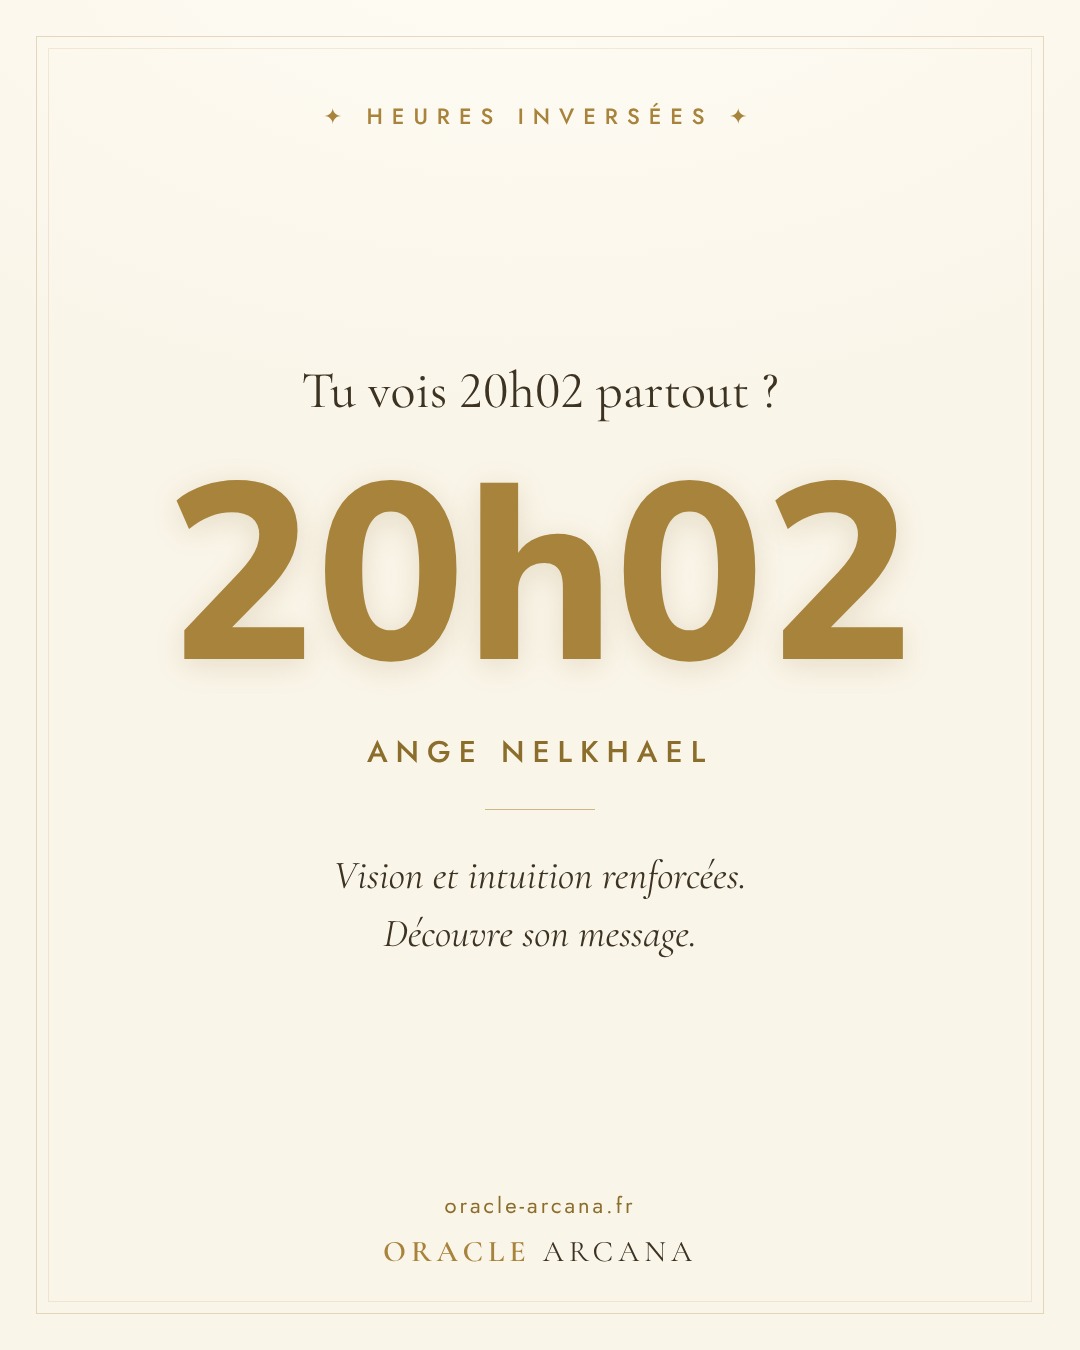 ✦ HEURES INVERSÉES ✦
Tu vois 20h02 partout ?
20h02
ANGE NELKHAEL
Vision et intuition renforcées.
Découvre son message.
oracle-arcana.fr
ORACLE ARCANA